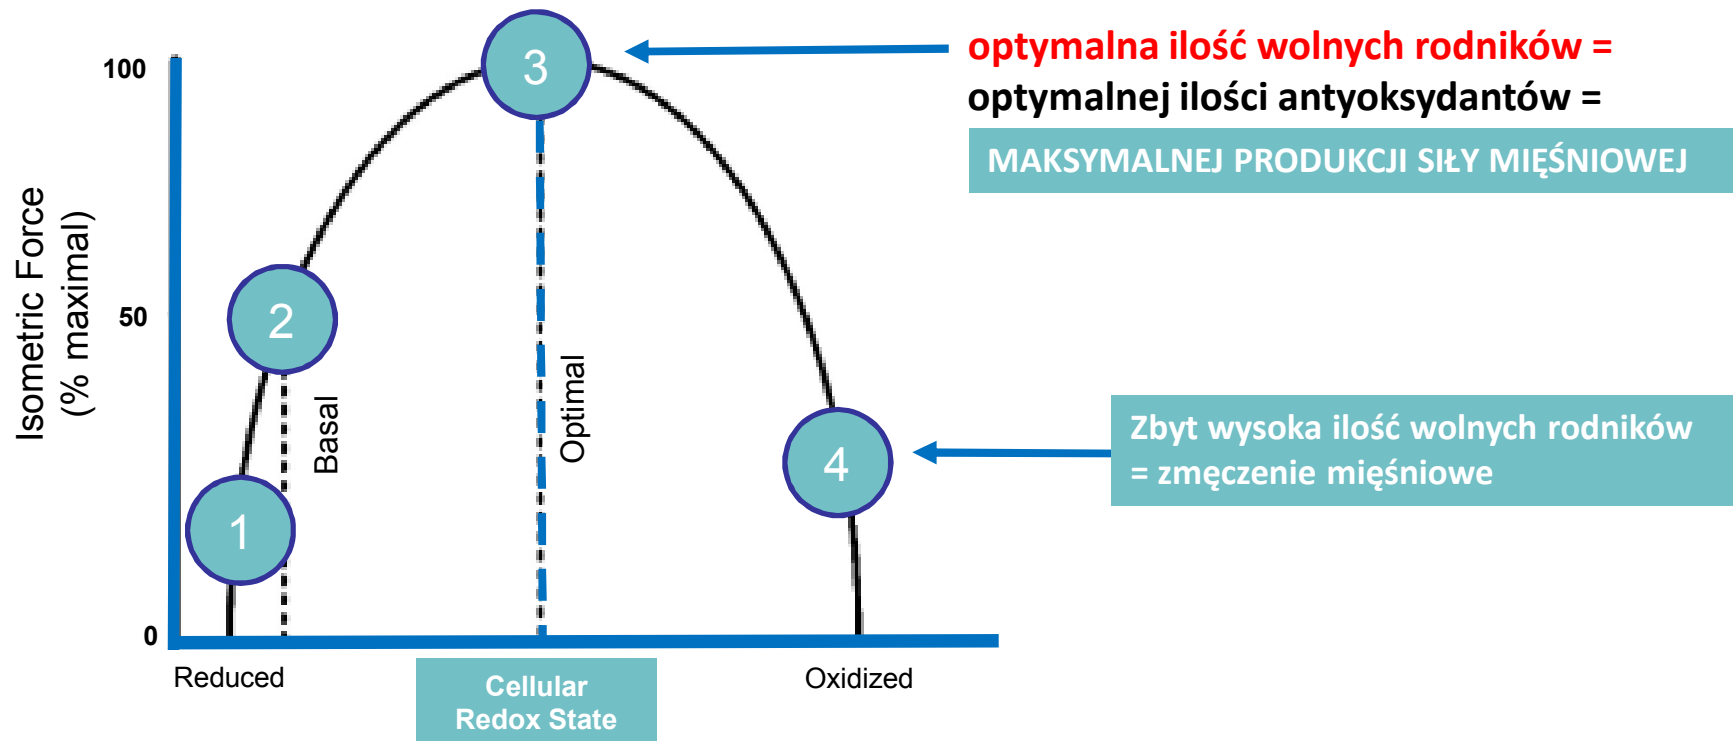 optymalna ilość wolnych rodników =
optymalnej ilości antyoksydantów =
MAKSYMALNEJ PRODUKCJI SIŁY MIĘŚNIOWEJ
Isometric Force
(% maximal)
100
50
0
3
2
1
4
Basal
Optimal
Zbyt wysoka ilość wolnych rodników
= zmęczenie mięśniowe
Reduced
Cellular
Redox State
Oxidized